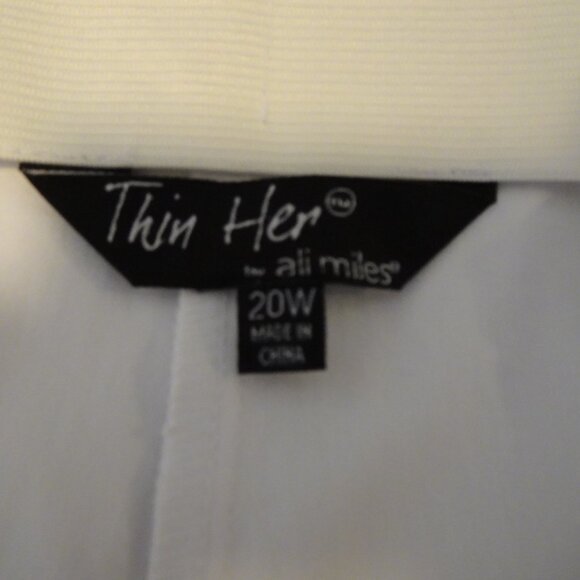 Thin Her™
by ali miles®
20W
MADE IN
CHINA